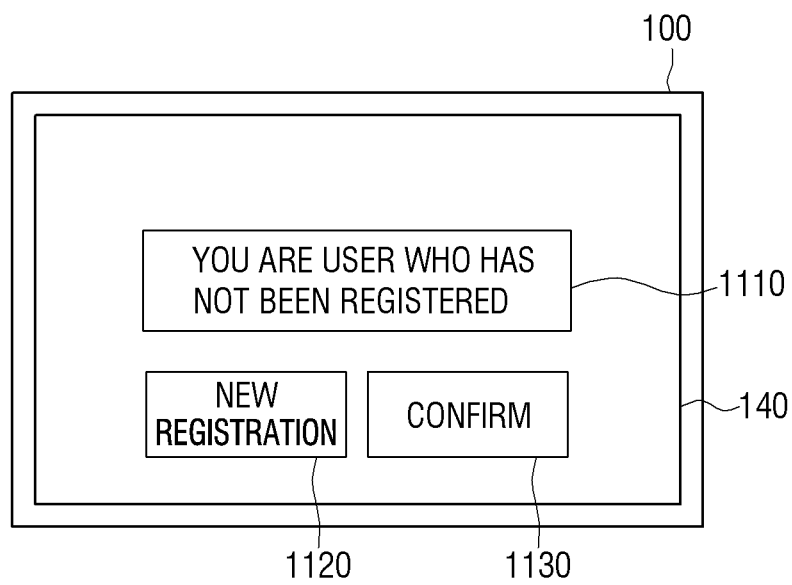 100
YOU ARE USER WHO HAS
NOT BEEN REGISTERED
1110
NEW
REGISTRATION
CONFIRM
140
1120
1130